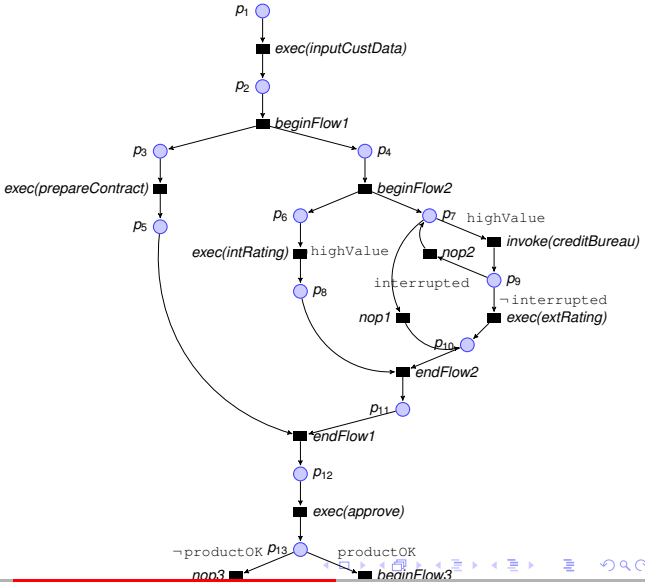 p1
exec(inputCustData)
p2
beginFlow1
p3
p4
exec(prepareContract)
beginFlow2
p6
p7 highValue
p5
invoke(creditBureau)
exec(intRating) highValue
nop2
interrupted
p9
p8
¬interrupted
nop1
exec(extRating)
p10
endFlow2
p11
endFlow1
p12
exec(approve)
¬productOK p13 productOK
nop3
beginFlow3